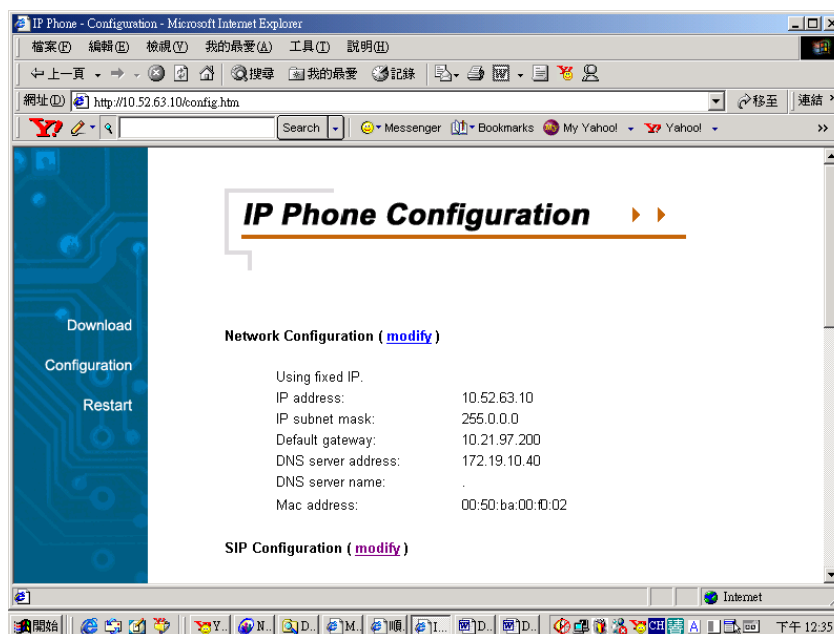 IP Phone - Configuration - Microsoft Internet Explorer
檔案(F) 編輯(E) 檢視(V) 我的最愛(A) 工具(T) 說明(H)
上一頁 搜尋 我的最愛 記錄
網址(D) http://10.52.63.10/config.htm 移至 連結 »
Y? Search Messenger Bookmarks My Yahoo! Yahoo! »
IP Phone Configuration
Download
Configuration
Restart
Network Configuration ( modify )
Using fixed IP.
IP address: 10.52.63.10
IP subnet mask: 255.0.0.0
Default gateway: 10.21.97.200
DNS server address: 172.19.10.40
DNS server name: .
Mac address: 00:50:ba:00:f0:02
SIP Configuration ( modify )
Internet
開始 Y.. N.. D.. M.. 順.. I... D.. D.. CH A 下午 12:35